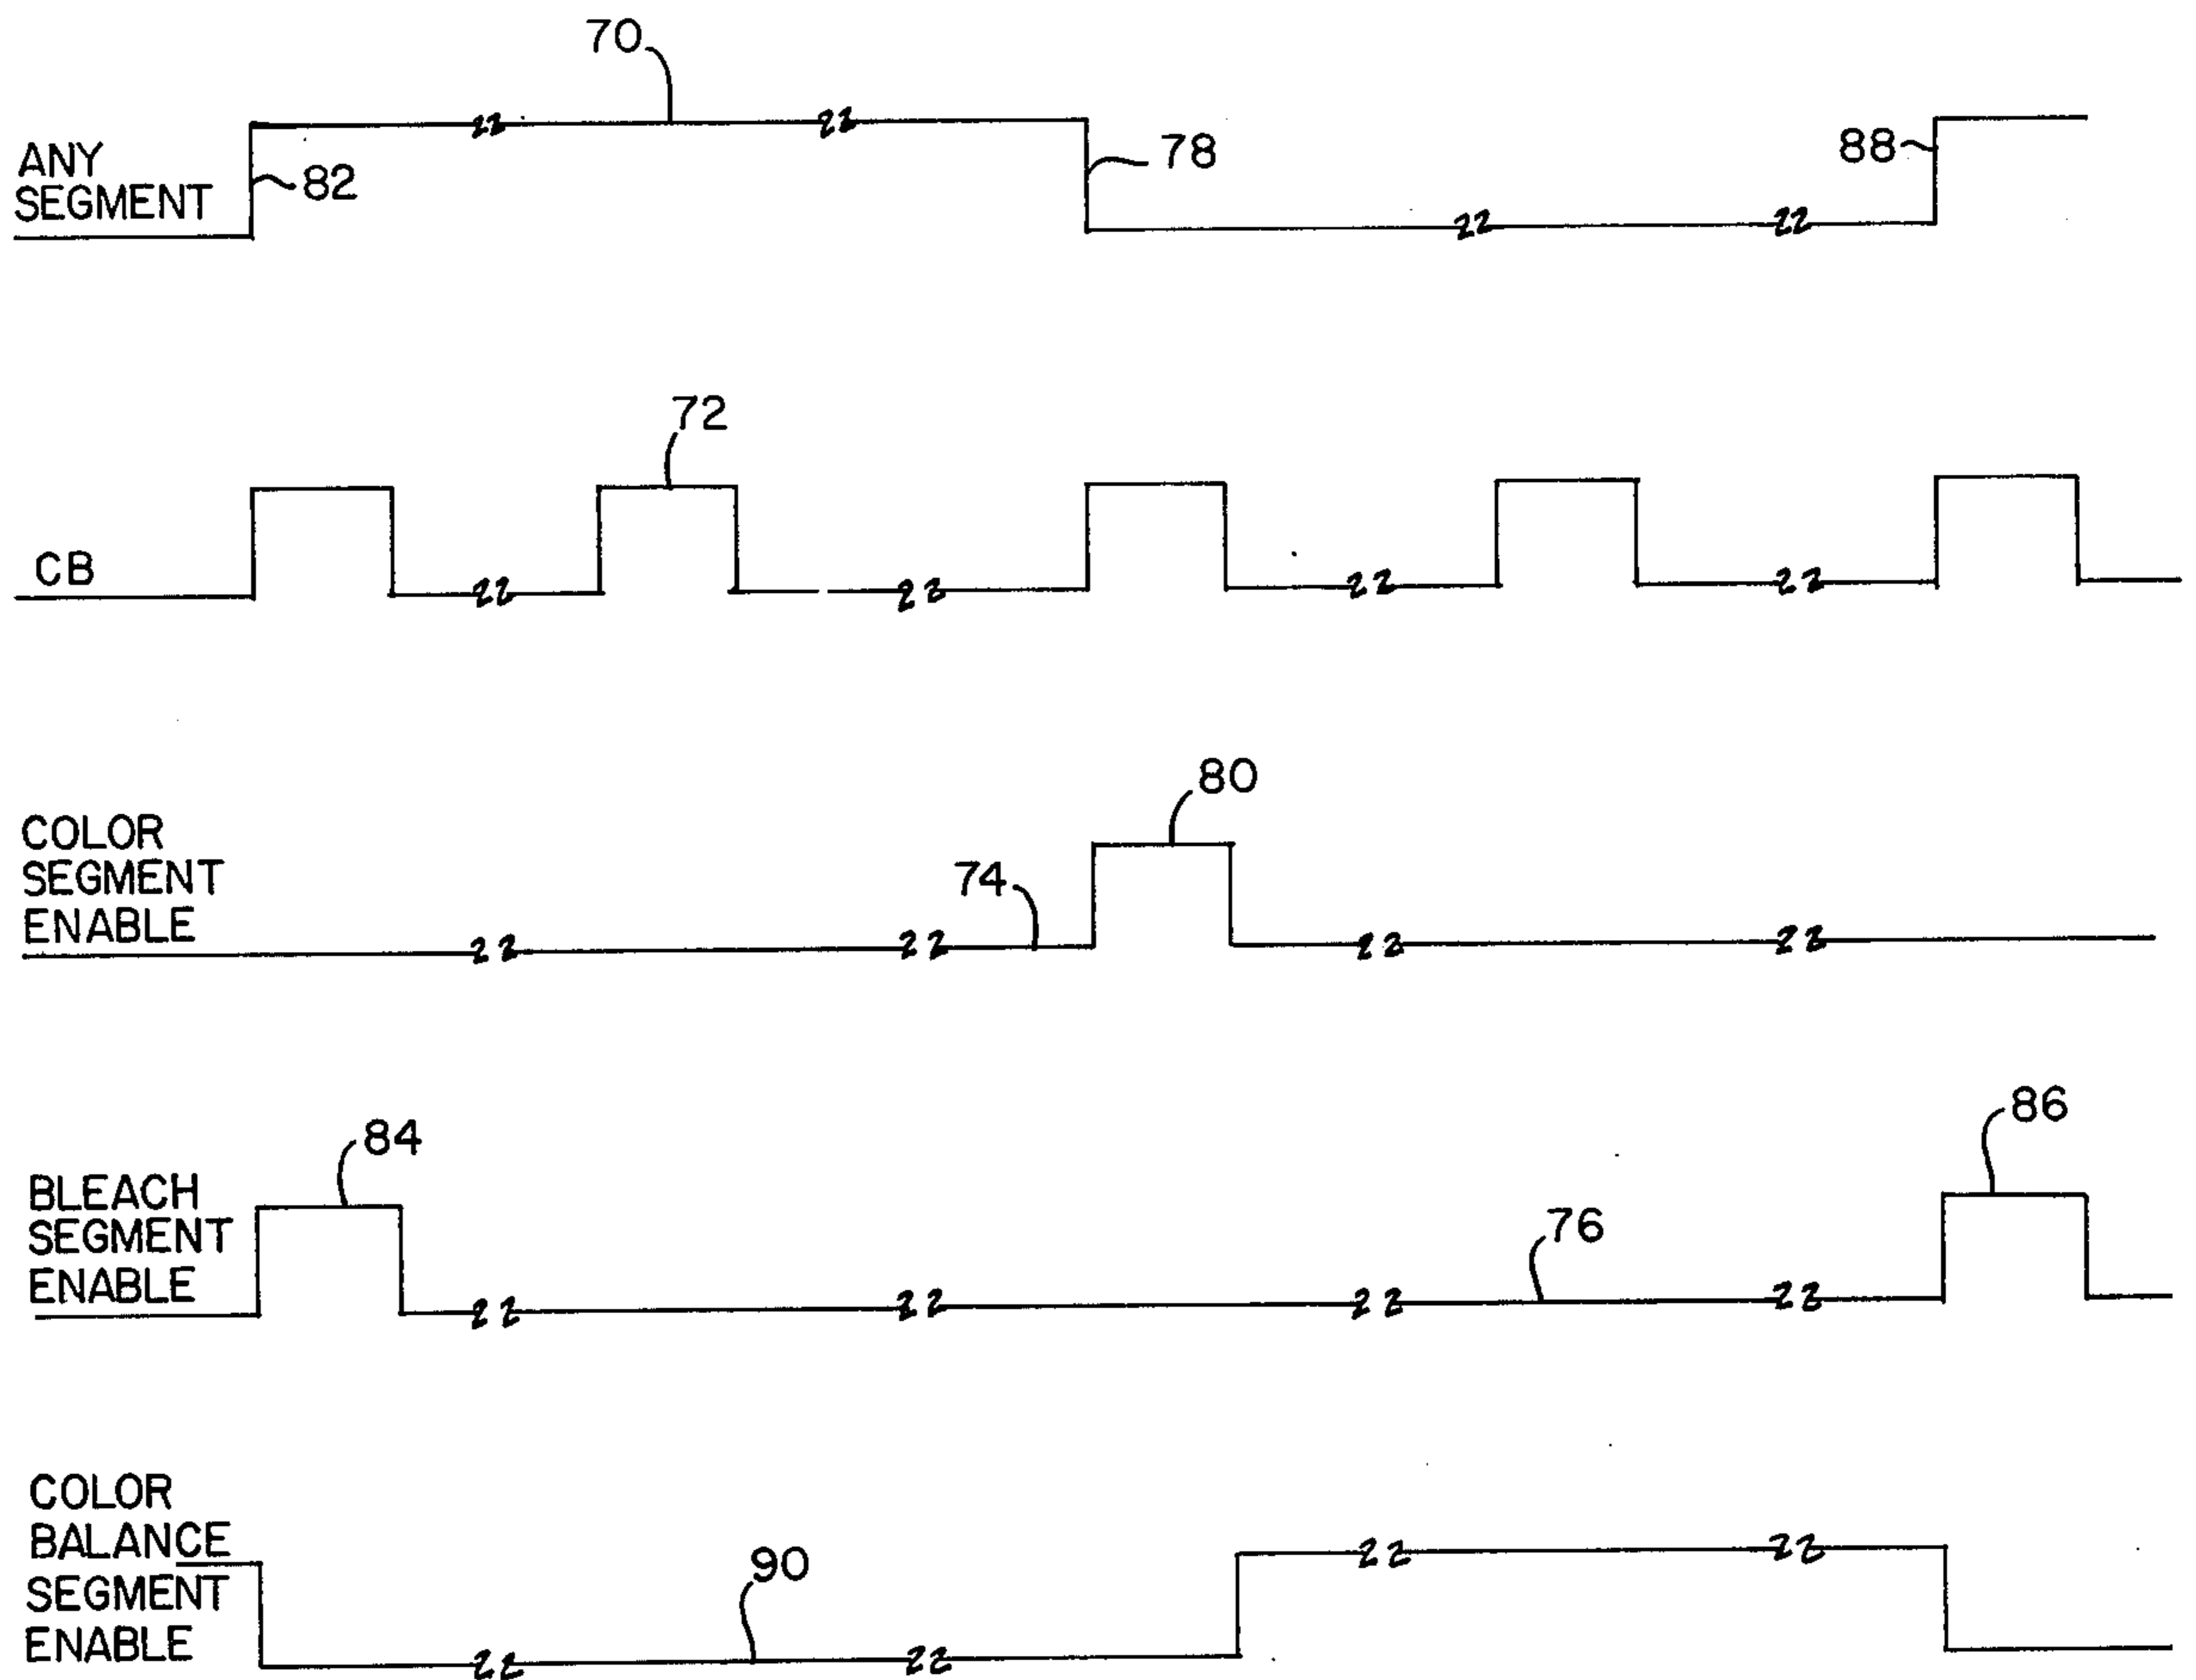 70
ANY
SEGMENT
82
78
88
72
CB
80
COLOR
SEGMENT
ENABLE
74
84
86
BLEACH
SEGMENT
ENABLE
76
COLOR
BALANCE
SEGMENT
ENABLE
90